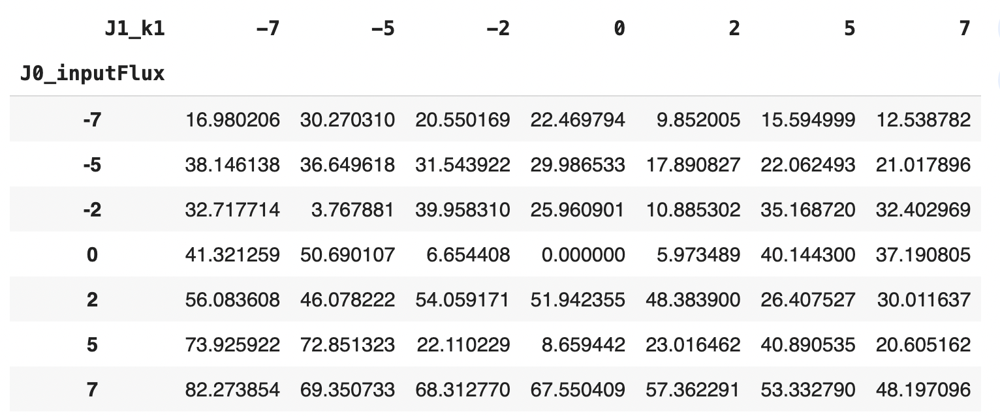 J1_k1 -7 -5 -2 0 2 5 7
J0_inputFlux
-7 16.980206 30.270310 20.550169 22.469794 9.852005 15.594999 12.538782
-5 38.146138 36.649618 31.543922 29.986533 17.890827 22.062493 21.017896
-2 32.717714 3.767881 39.958310 25.960901 10.885302 35.168720 32.402969
0 41.321259 50.690107 6.654408 0.000000 5.973489 40.144300 37.190805
2 56.083608 46.078222 54.059171 51.942355 48.383900 26.407527 30.011637
5 73.925922 72.851323 22.110229 8.659442 23.016462 40.890535 20.605162
7 82.273854 69.350733 68.312770 67.550409 57.362291 53.332790 48.197096